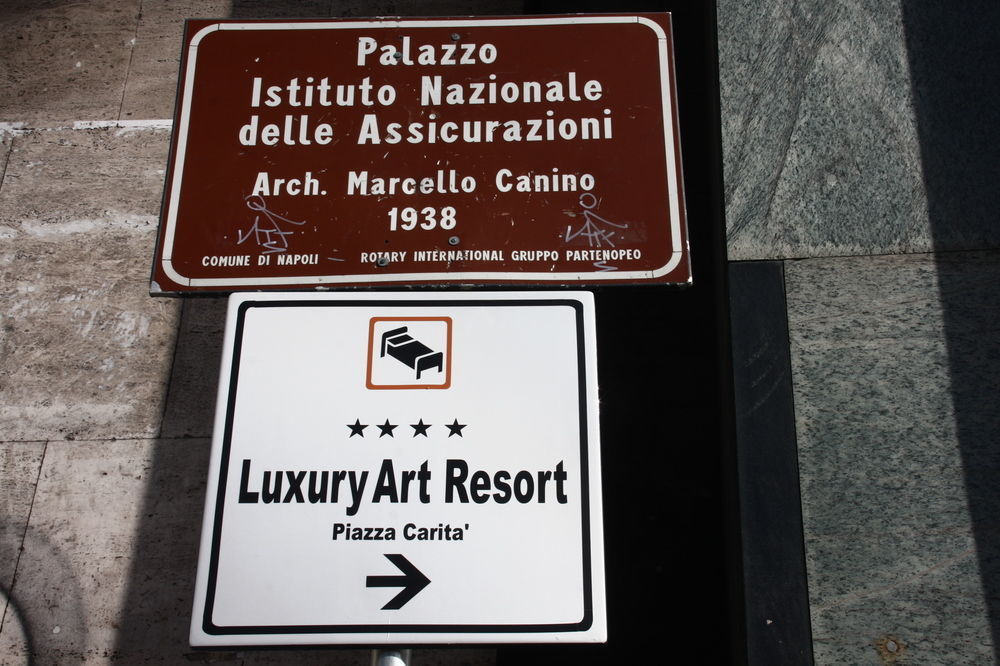 Palazzo
Istituto Nazionale
delle Assicurazioni
Arch. Marcello Canino
1938
COMUNE DI NAPOLI - ROTARY INTERNATIONAL GRUPPO PARTENOPEO
Luxury Art Resort
Piazza Carita'